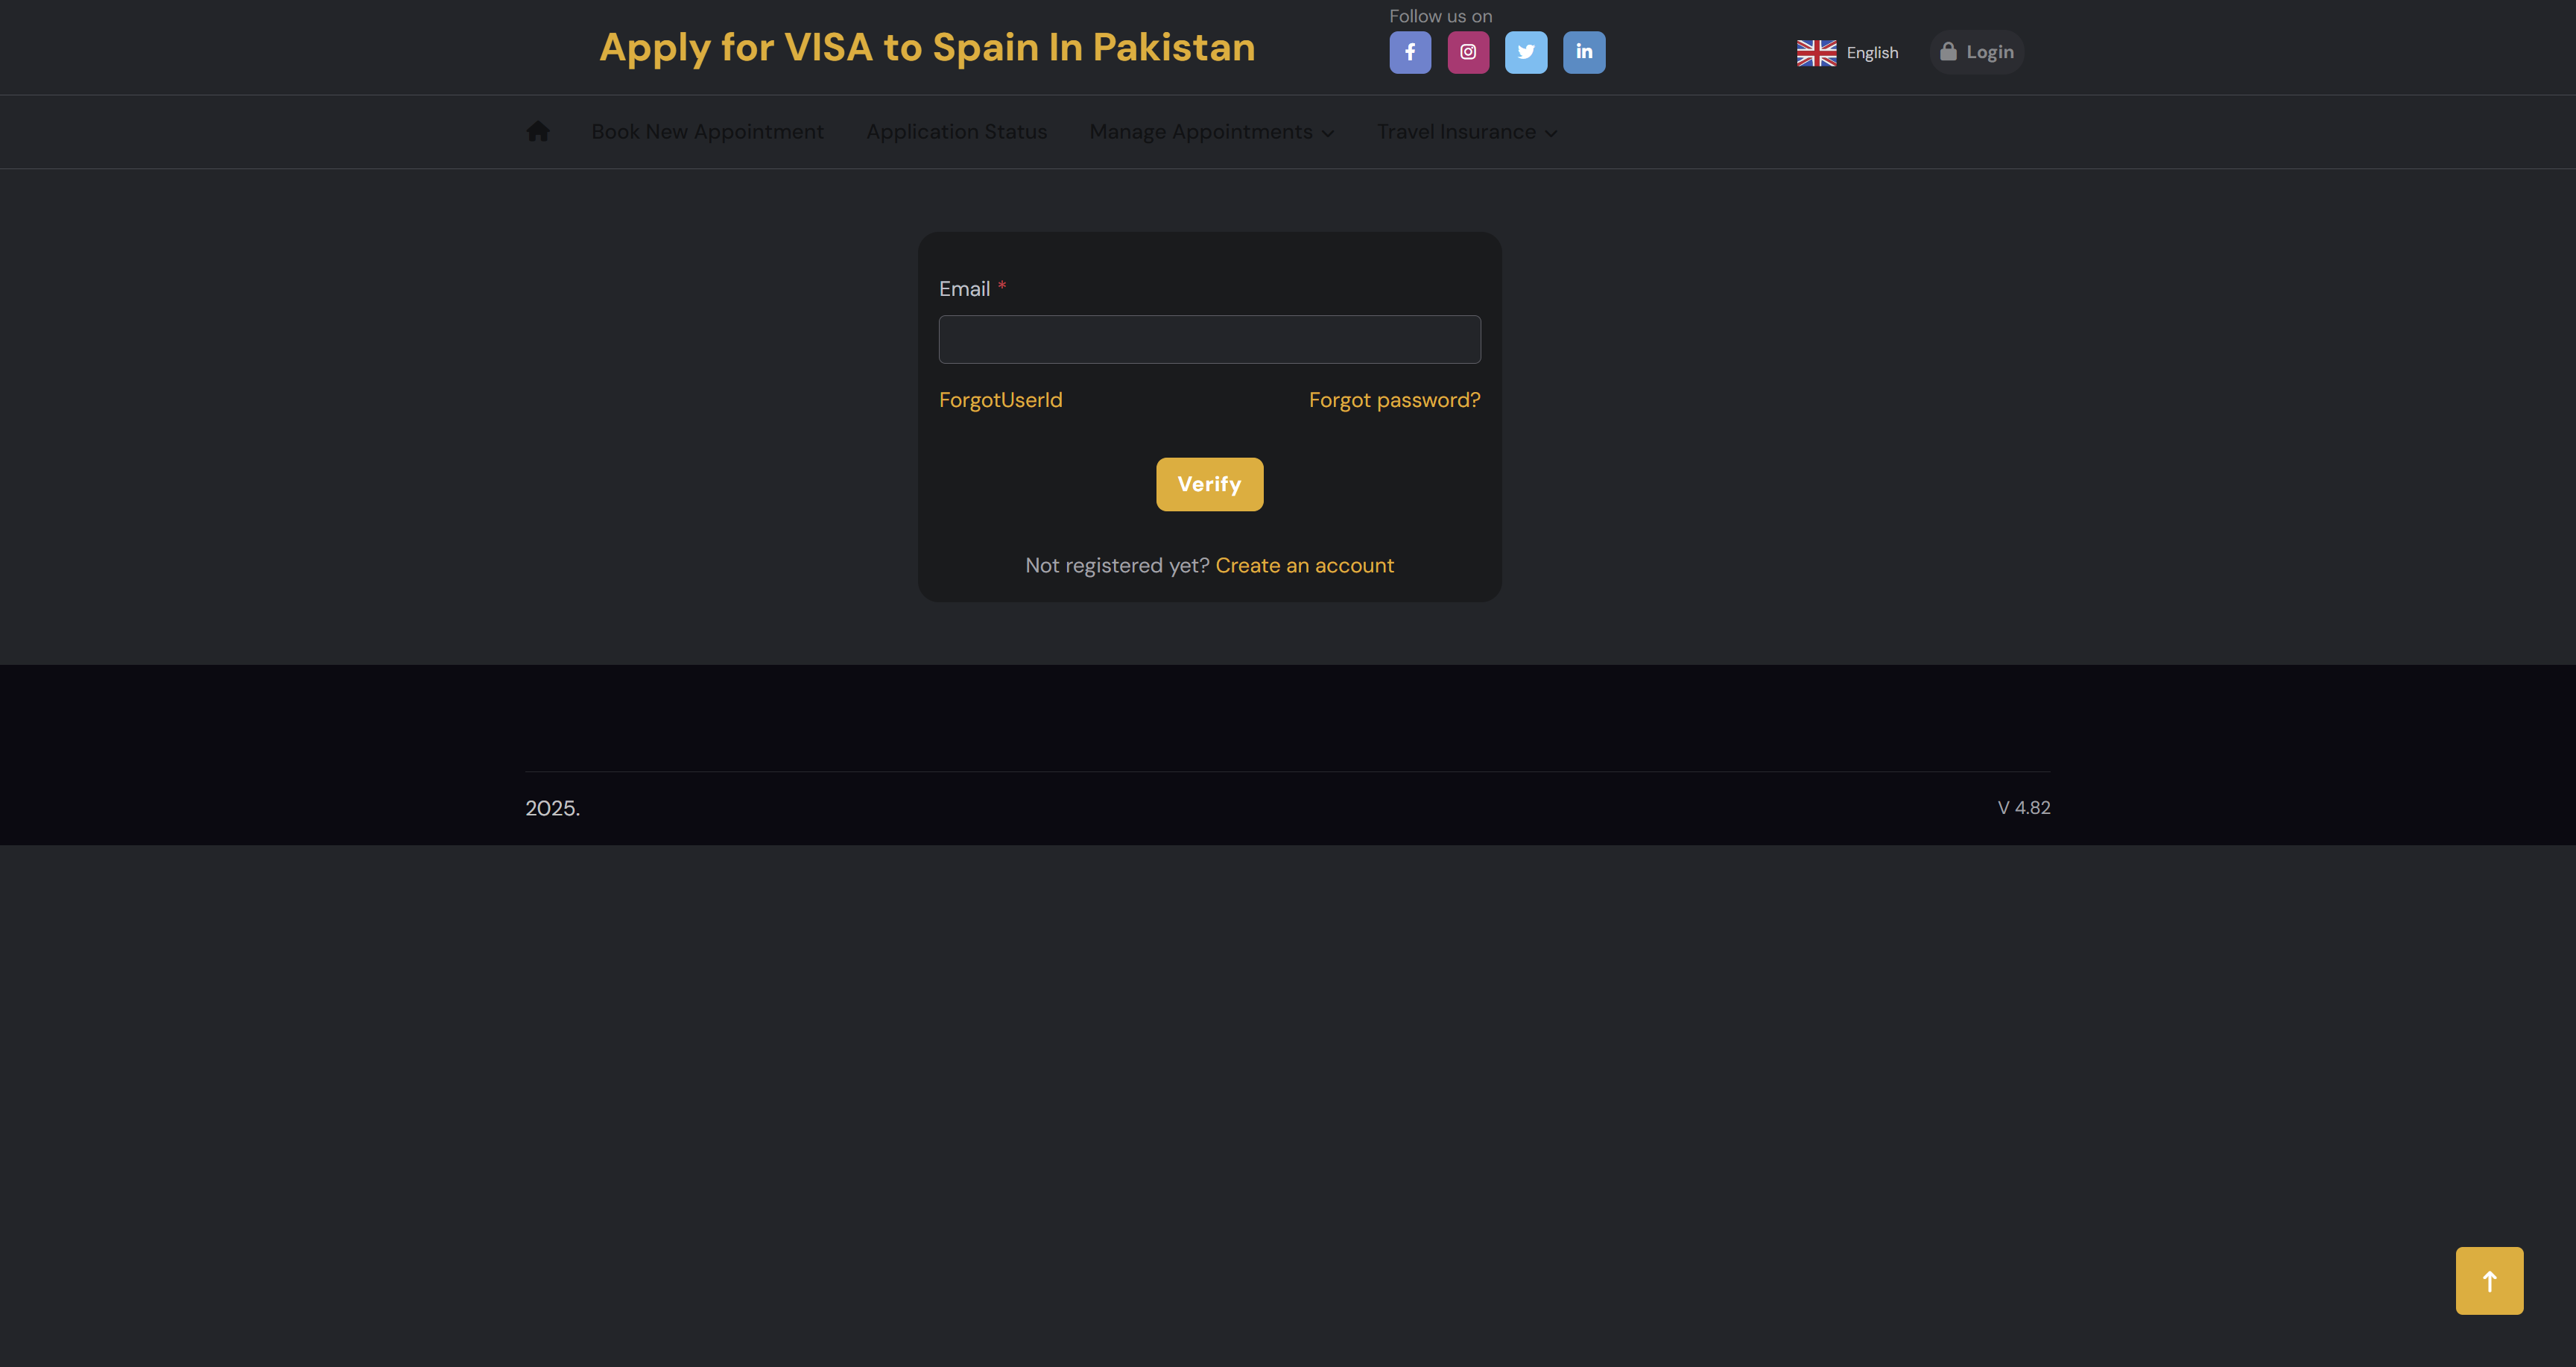 Follow us on
Apply for VISA to Spain In Pakistan
English
Login
Book New Appointment
Application Status
Manage Appointments
Travel Insurance
Email *
ForgotUserId
Forgot password?
Verify
Not registered yet? Create an account
2025.
V 4.82